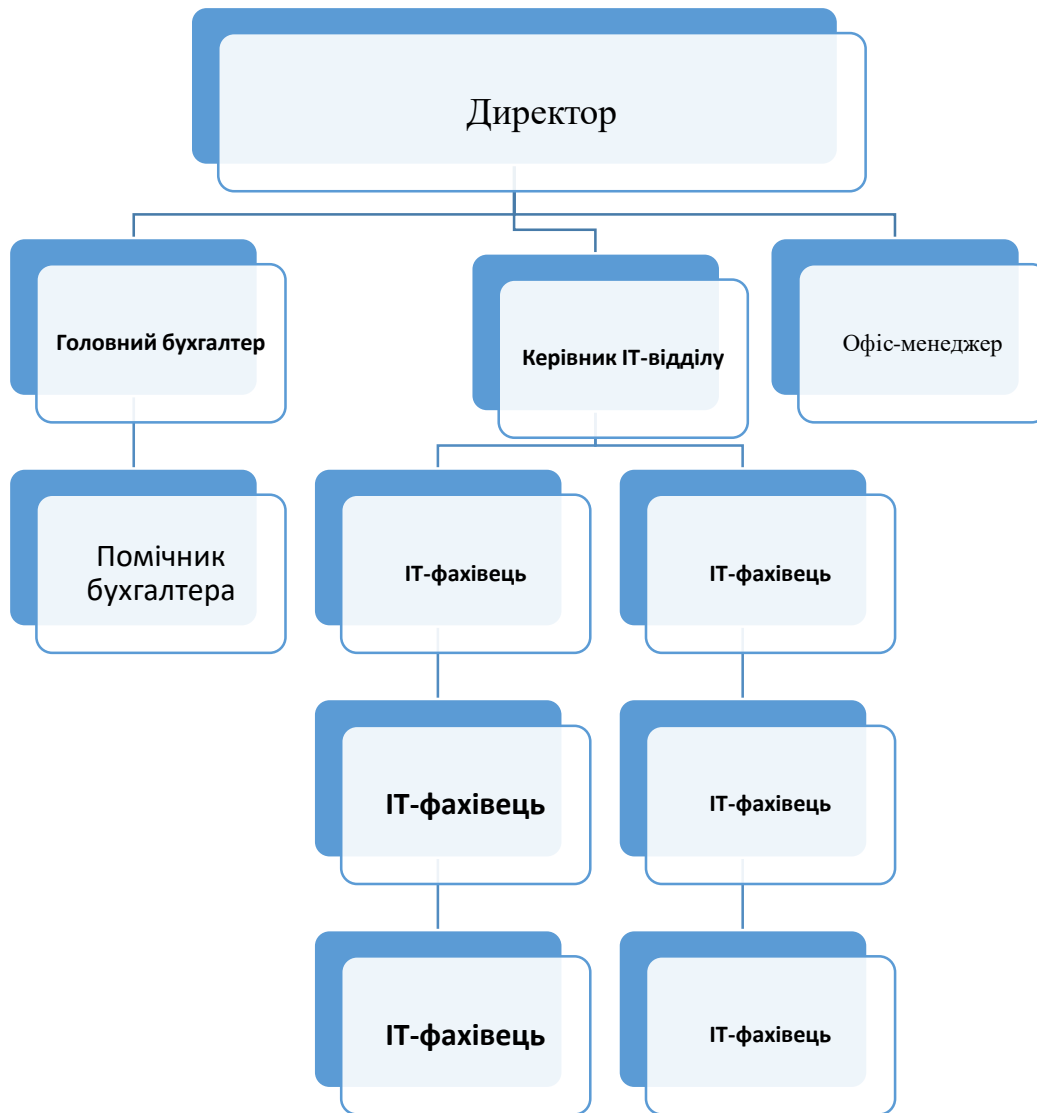 Директор
Головний бухгалтер
Керівник ІТ-відділу
Офіс-менеджер
Помічник
бухгалтера
ІТ-фахівець
ІТ-фахівець
ІТ-фахівець
ІТ-фахівець
ІТ-фахівець
ІТ-фахівець